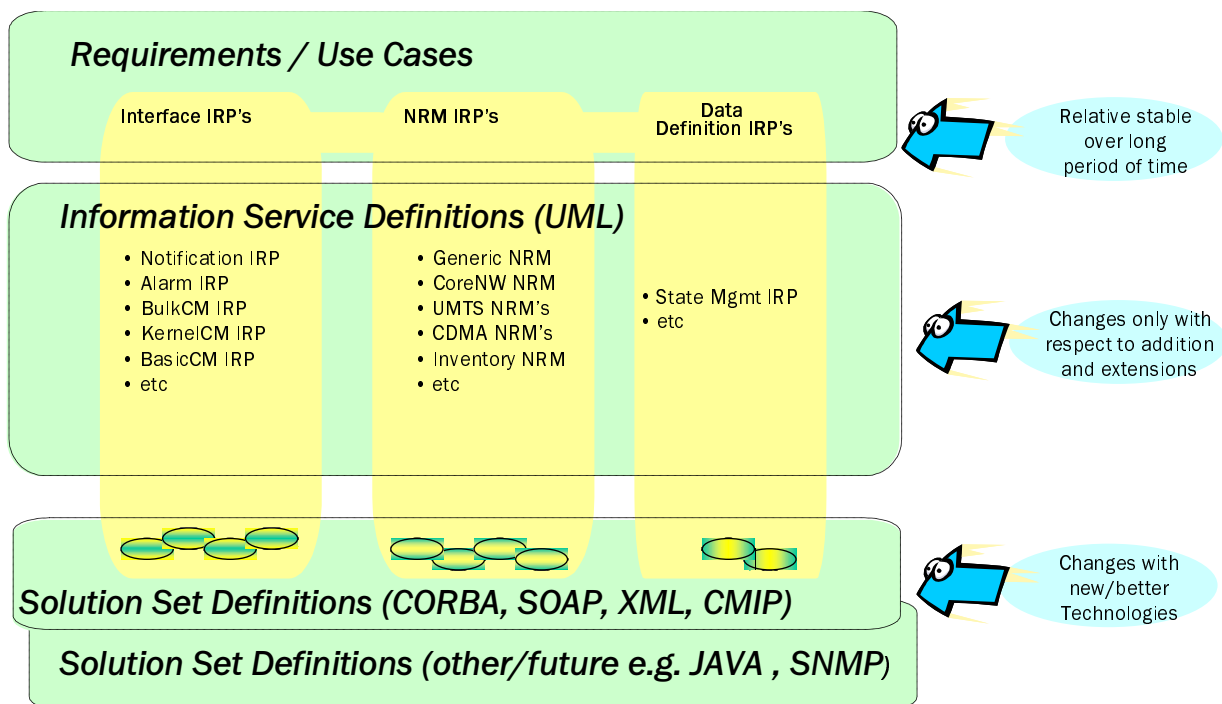 Requirements / Use Cases
Interface IRP's
NRM IRP's
Data
Definition IRP's
Relative stable
over long
period of time
Information Service Definitions (UML)
• Notification IRP
• Alarm IRP
• BulkCM IRP
• KernelCM IRP
• BasicCM IRP
• etc
• Generic NRM
• CoreNW NRM
• UMTS NRM's
• CDMA NRM's
• Inventory NRM
• etc
• State Mgmt IRP
• etc
Changes only with
respect to addition
and extensions
Solution Set Definitions (CORBA, SOAP, XML, CMIP)
Changes with
new/better
Technologies
Solution Set Definitions (other/future e.g. JAVA , SNMP)